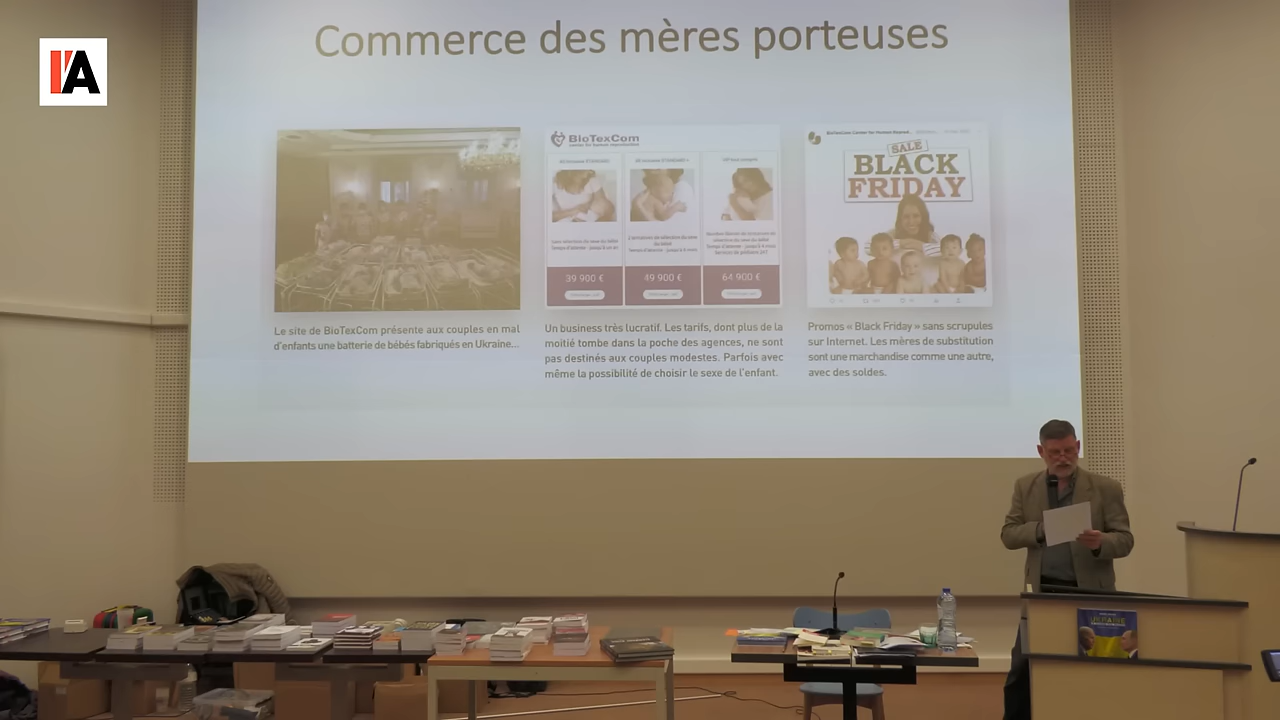 l'A
Commerce des mères porteuses
BioTexCom
39 900 €
49 900 €
64 900 €
SALE
BLACK
FRIDAY
Le site de BioTexCom présente aux couples en mal
d'enfants une batterie de bébés fabriqués en Ukraine...
Un business très lucratif. Les tarifs, dont plus de la
moitié tombe dans la poche des agences, ne sont
pas destinés aux couples modestes. Parfois avec
même la possibilité de choisir le sexe de l'enfant.
Promos « Black Friday » sans scrupules
sur Internet. Les mères de substitution
sont une marchandise comme une autre,
avec des soldes.